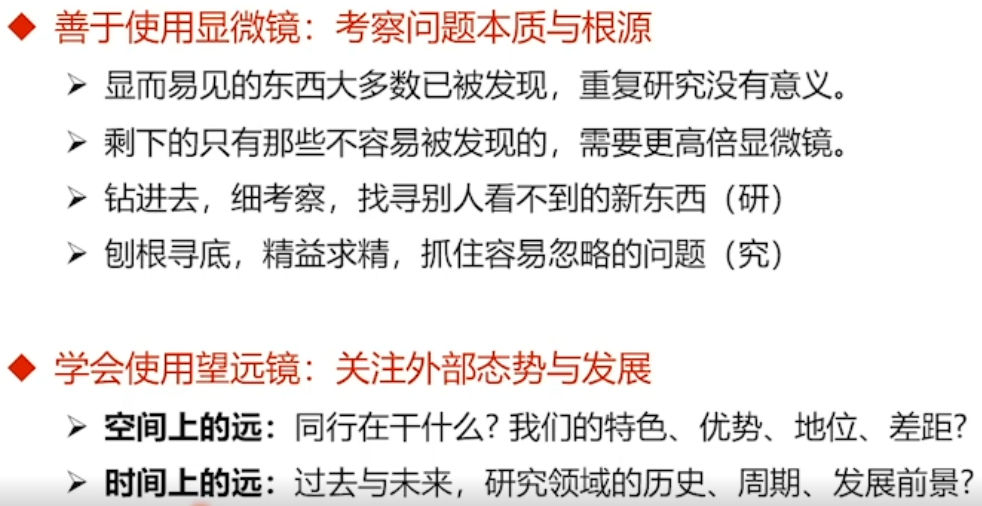 ◆ 善于使用显微镜：考察问题本质与根源
➢ 显而易见的东西大多数已被发现，重复研究没有意义。
➢ 剩下的只有那些不容易被发现的，需要更高倍显微镜。
➢ 钻进去，细考察，找寻别人看不到的新东西（研）
➢ 刨根寻底，精益求精，抓住容易忽略的问题（究）
◆ 学会使用望远镜：关注外部态势与发展
➢ 空间上的远：同行在干什么? 我们的特色、优势、地位、差距?
➢ 时间上的远：过去与未来，研究领域的历史、周期、发展前景?